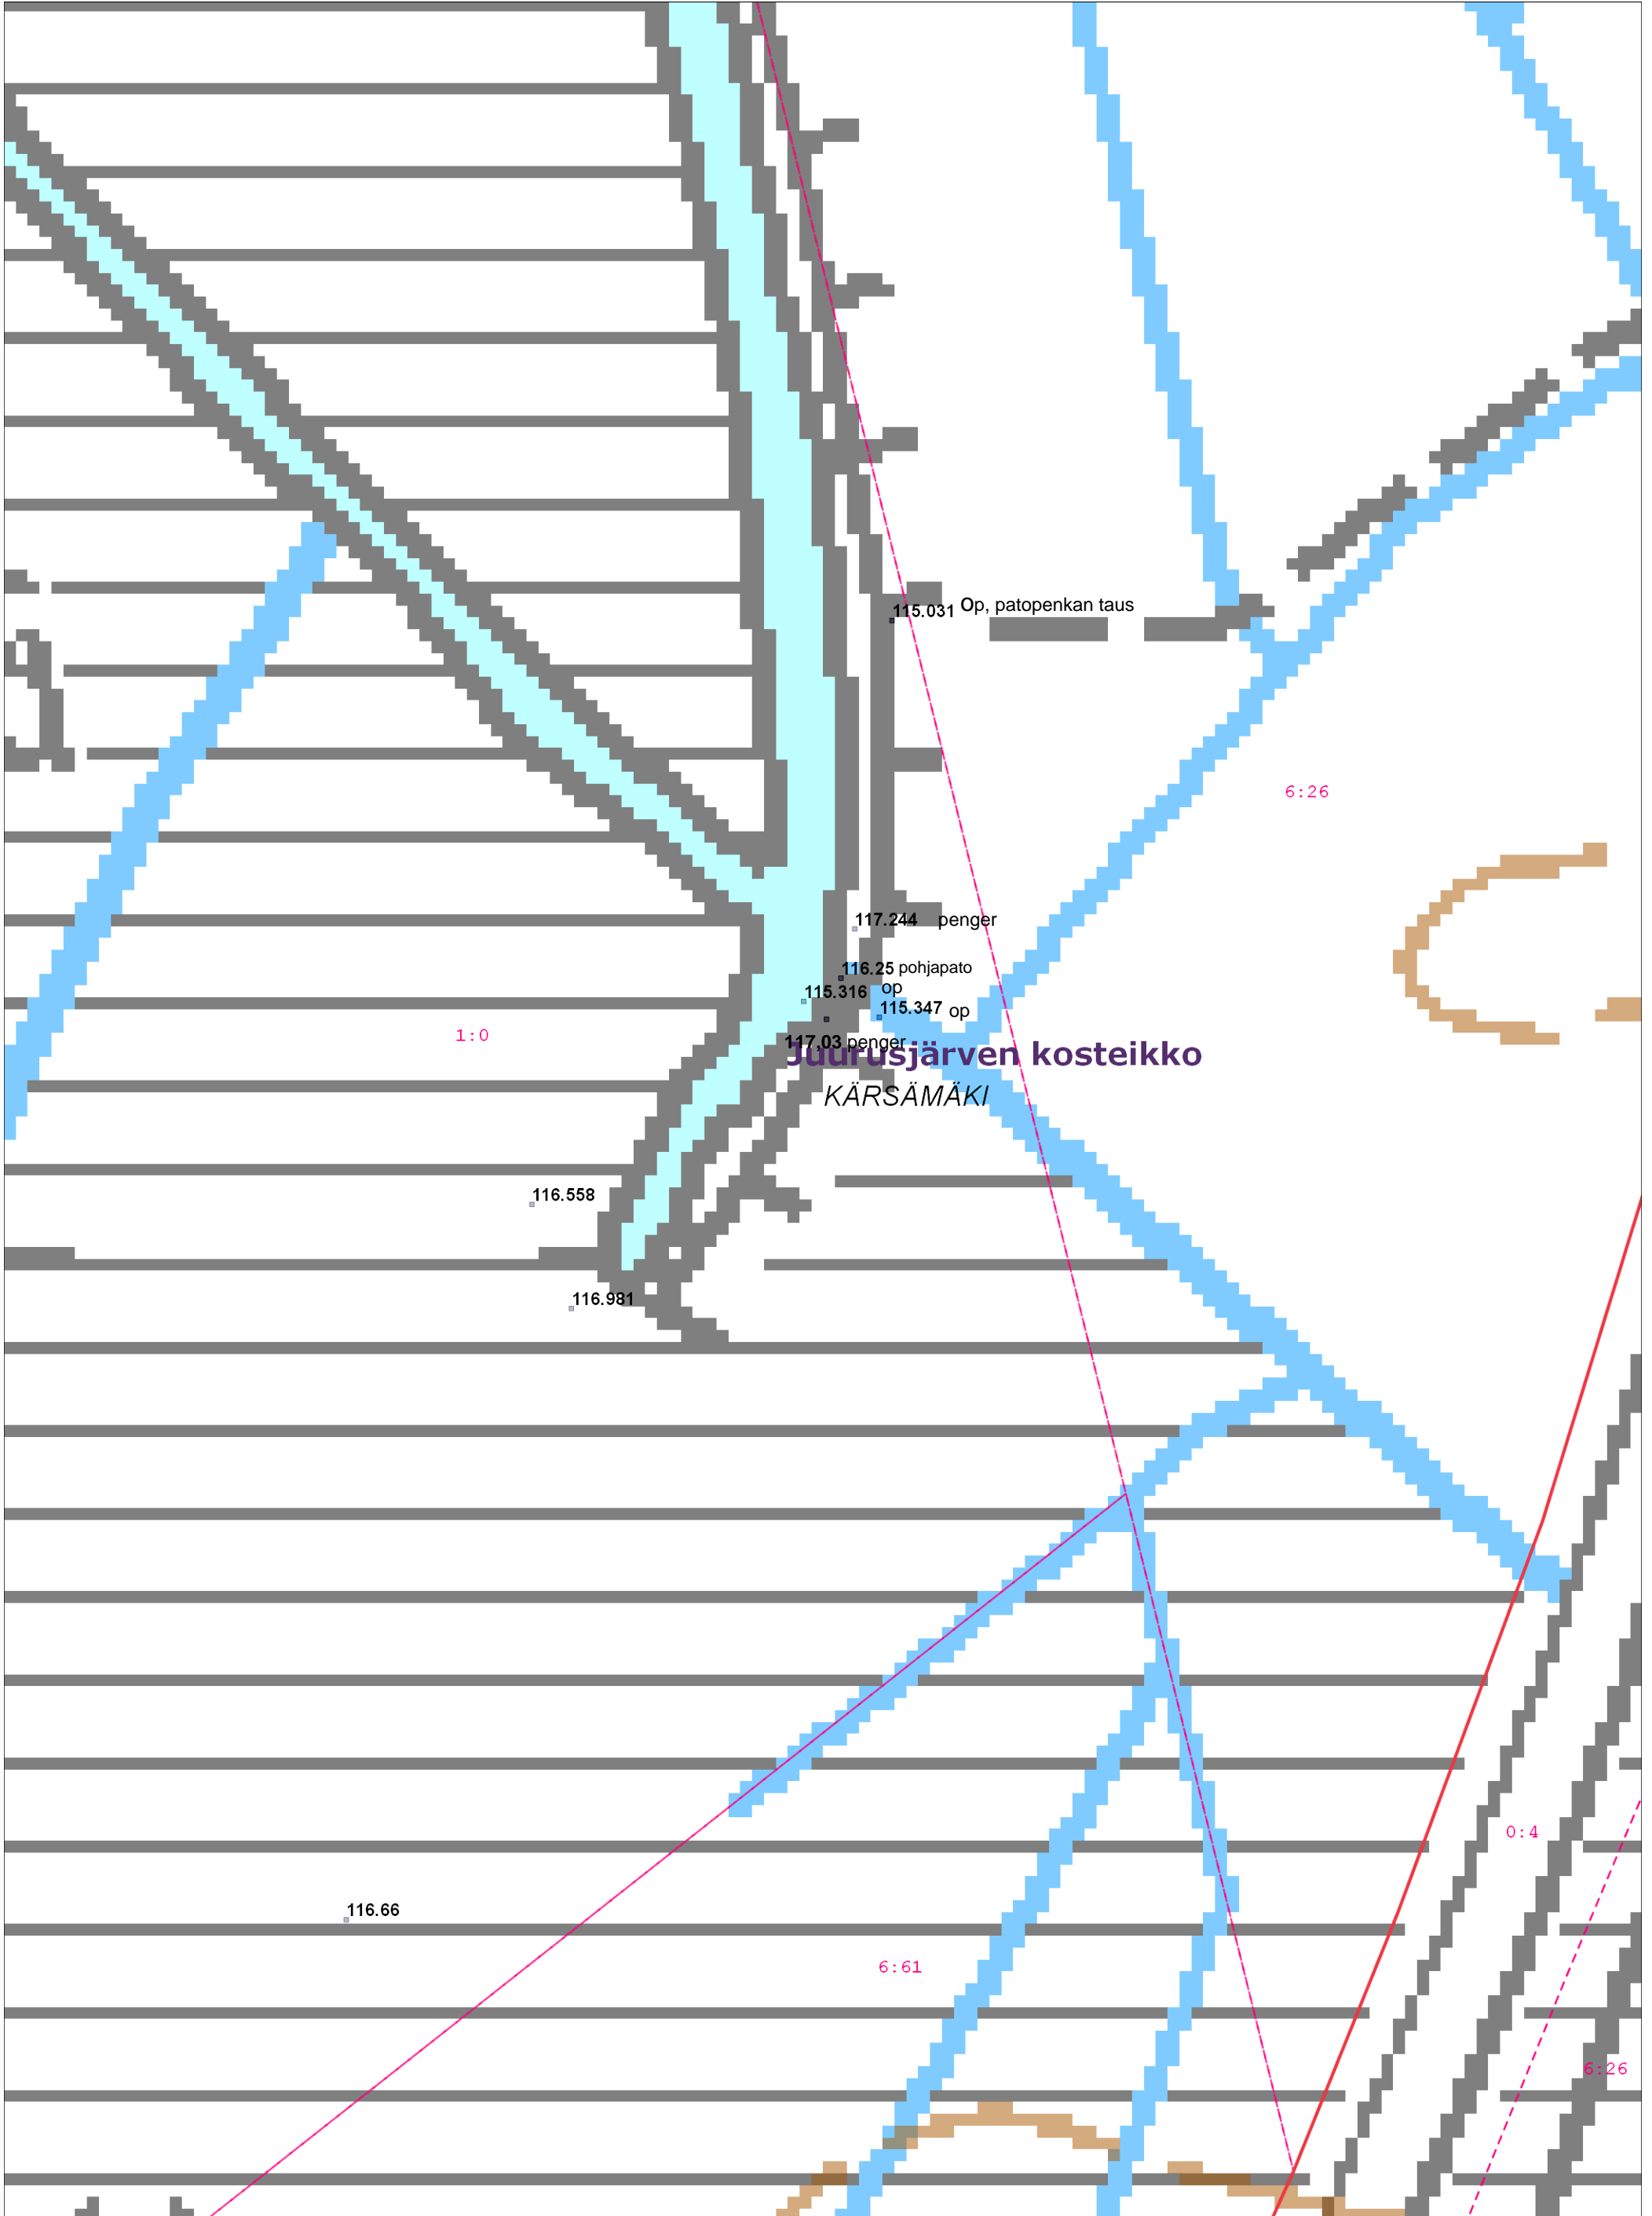 115.031 Op, patopenkan taus
6:26
117.244 penger
116.25 pohjapato
115.316 op
115.347 op
1:0
117,03 penger
Juurusjärven kosteikko
KÄRSÄMÄKI
116.558
116.981
0:4
116.66
6:61
6:26